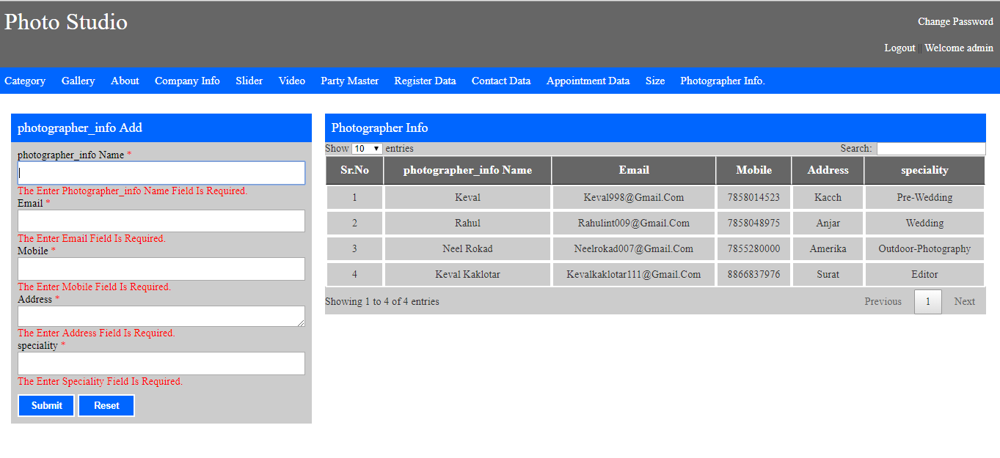 Photo Studio
Change Password
Logout || Welcome admin
Category Gallery About Company Info Slider Video Party Master Register Data Contact Data Appointment Data Size Photographer Info.
photographer_info Add
photographer_info Name *
The Enter Photographer_info Name Field Is Required.
Email *
The Enter Email Field Is Required.
Mobile *
The Enter Mobile Field Is Required.
Address *
The Enter Address Field Is Required.
speciality *
The Enter Speciality Field Is Required.
Submit Reset
Photographer Info
Show 10 entries Search:
Sr.No photographer_info Name Email Mobile Address speciality
1 Keval Keval998@Gmail.Com 7858014523 Kacch Pre-Wedding
2 Rahul Rahulint009@Gmail.Com 7858048975 Anjar Wedding
3 Neel Rokad Neelrokad007@Gmail.Com 7855280000 Amerika Outdoor-Photography
4 Keval Kaklotar Kevalkaklotar111@Gmail.Com 8866837976 Surat Editor
Showing 1 to 4 of 4 entries Previous 1 Next